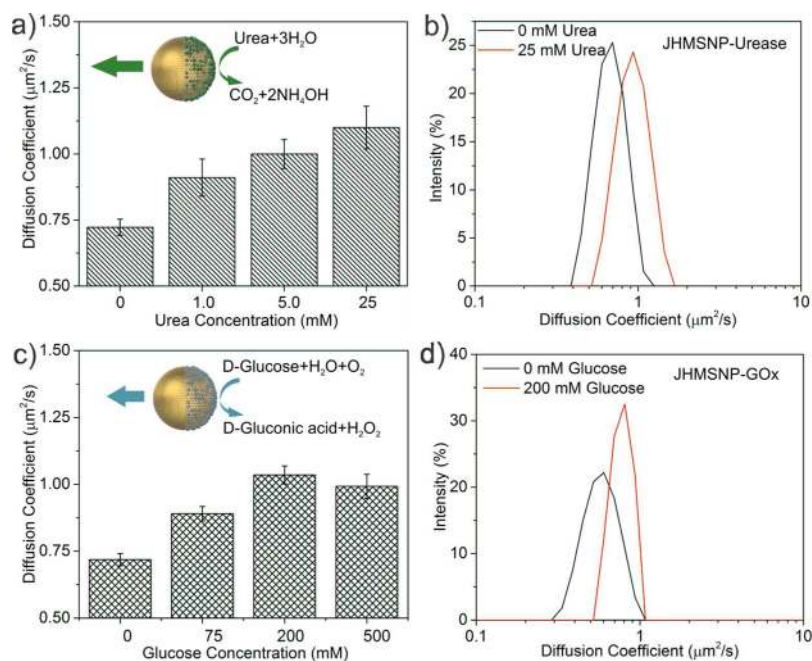 a)
1.50
1.25
1.00
0.75
0.50
Diffusion Coefficient (μm²/s)
Urea+3H₂O
CO₂+2NH₄OH
0 1.0 5.0 25
Urea Concentration (mM)
b)
0 mM Urea
25 mM Urea
JHMSNP-Urease
25
20
15
10
5
0
Intensity (%)
0.1 1 10
Diffusion Coefficient (μm²/s)
c)
1.50
1.25
1.00
0.75
0.50
Diffusion Coefficient (μm²/s)
D-Glucose+H₂O+O₂
D-Gluconic acid+H₂O₂
0 75 200 500
Glucose Concentration (mM)
d)
0 mM Glucose
200 mM Glucose
JHMSNP-GOx
40
30
20
10
0
Intensity (%)
0.1 1 10
Diffusion Coefficient (μm²/s)